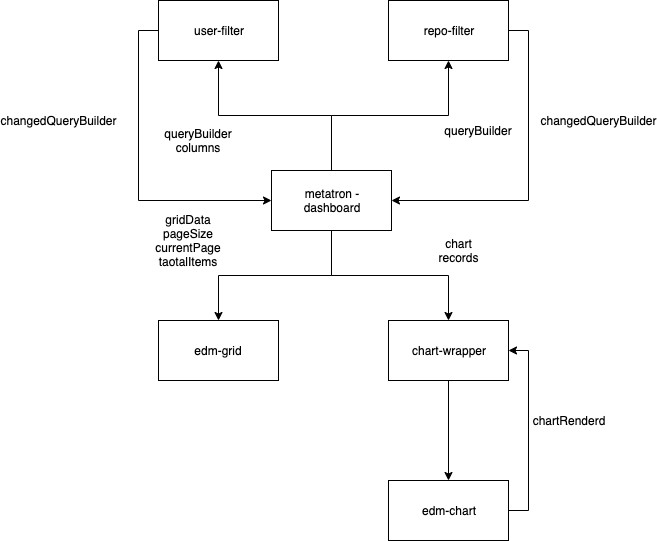 user-filter
repo-filter
changedQueryBuilder
queryBuilder
columns
queryBuilder
changedQueryBuilder
metatron -
dashboard
gridData
pageSize
currentPage
taotalItems
chart
records
edm-grid
chart-wrapper
chartRenderd
edm-chart